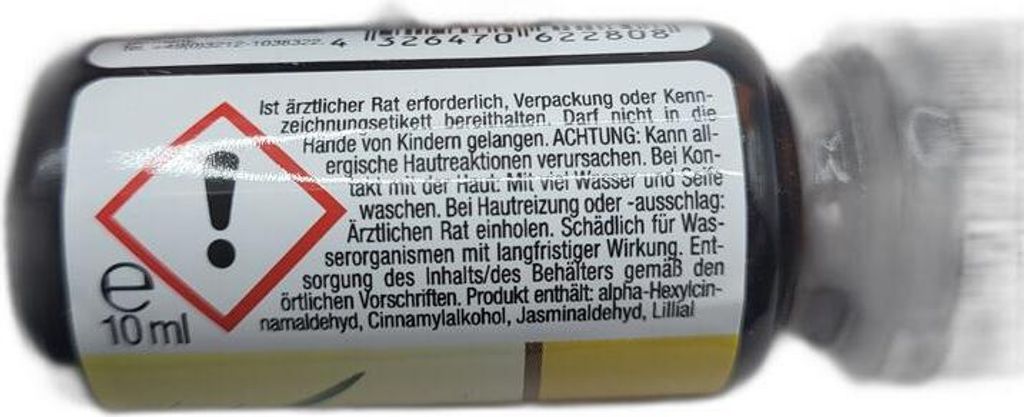 4 326470 622808
Ist ärztlicher Rat erforderlich, Verpackung oder Kenn-
zeichnungsetikett bereithalten. Darf nicht in die
Hände von Kindern gelangen. ACHTUNG: Kann all-
ergische Hautreaktionen verursachen. Bei Kon-
takt mit der Haut: Mit viel Wasser und Seife
waschen. Bei Hautreizung oder -ausschlag:
Ärztlichen Rat einholen. Schädlich für Was-
serorganismen mit langfristiger Wirkung. Ent-
sorgung des Inhalts/des Behälters gemäß den
örtlichen Vorschriften. Produkt enthält: alpha-Hexylcin-
namaldehyd, Cinnamylalkohol, Jasminaldehyd, Lillial
e
10 ml